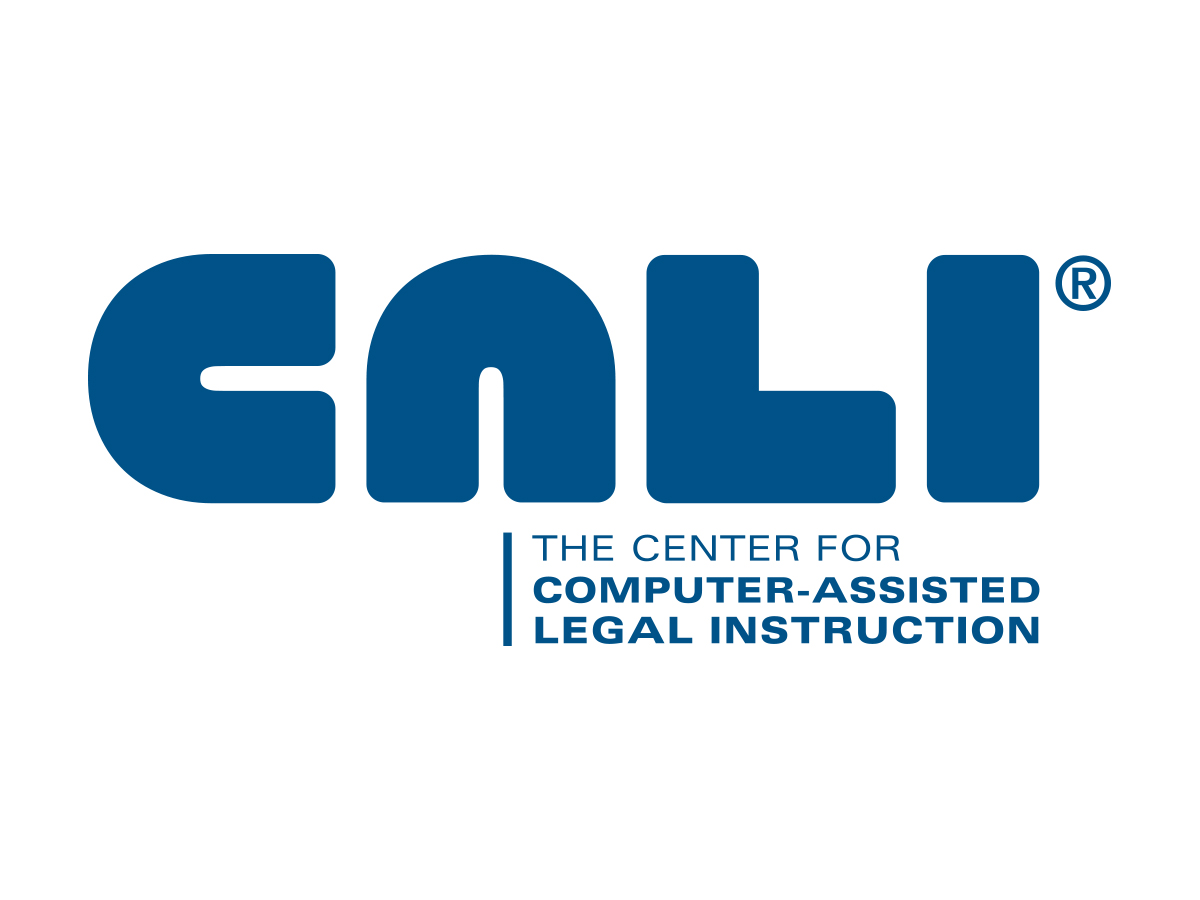 CALI®
THE CENTER FOR
COMPUTER-ASSISTED
LEGAL INSTRUCTION